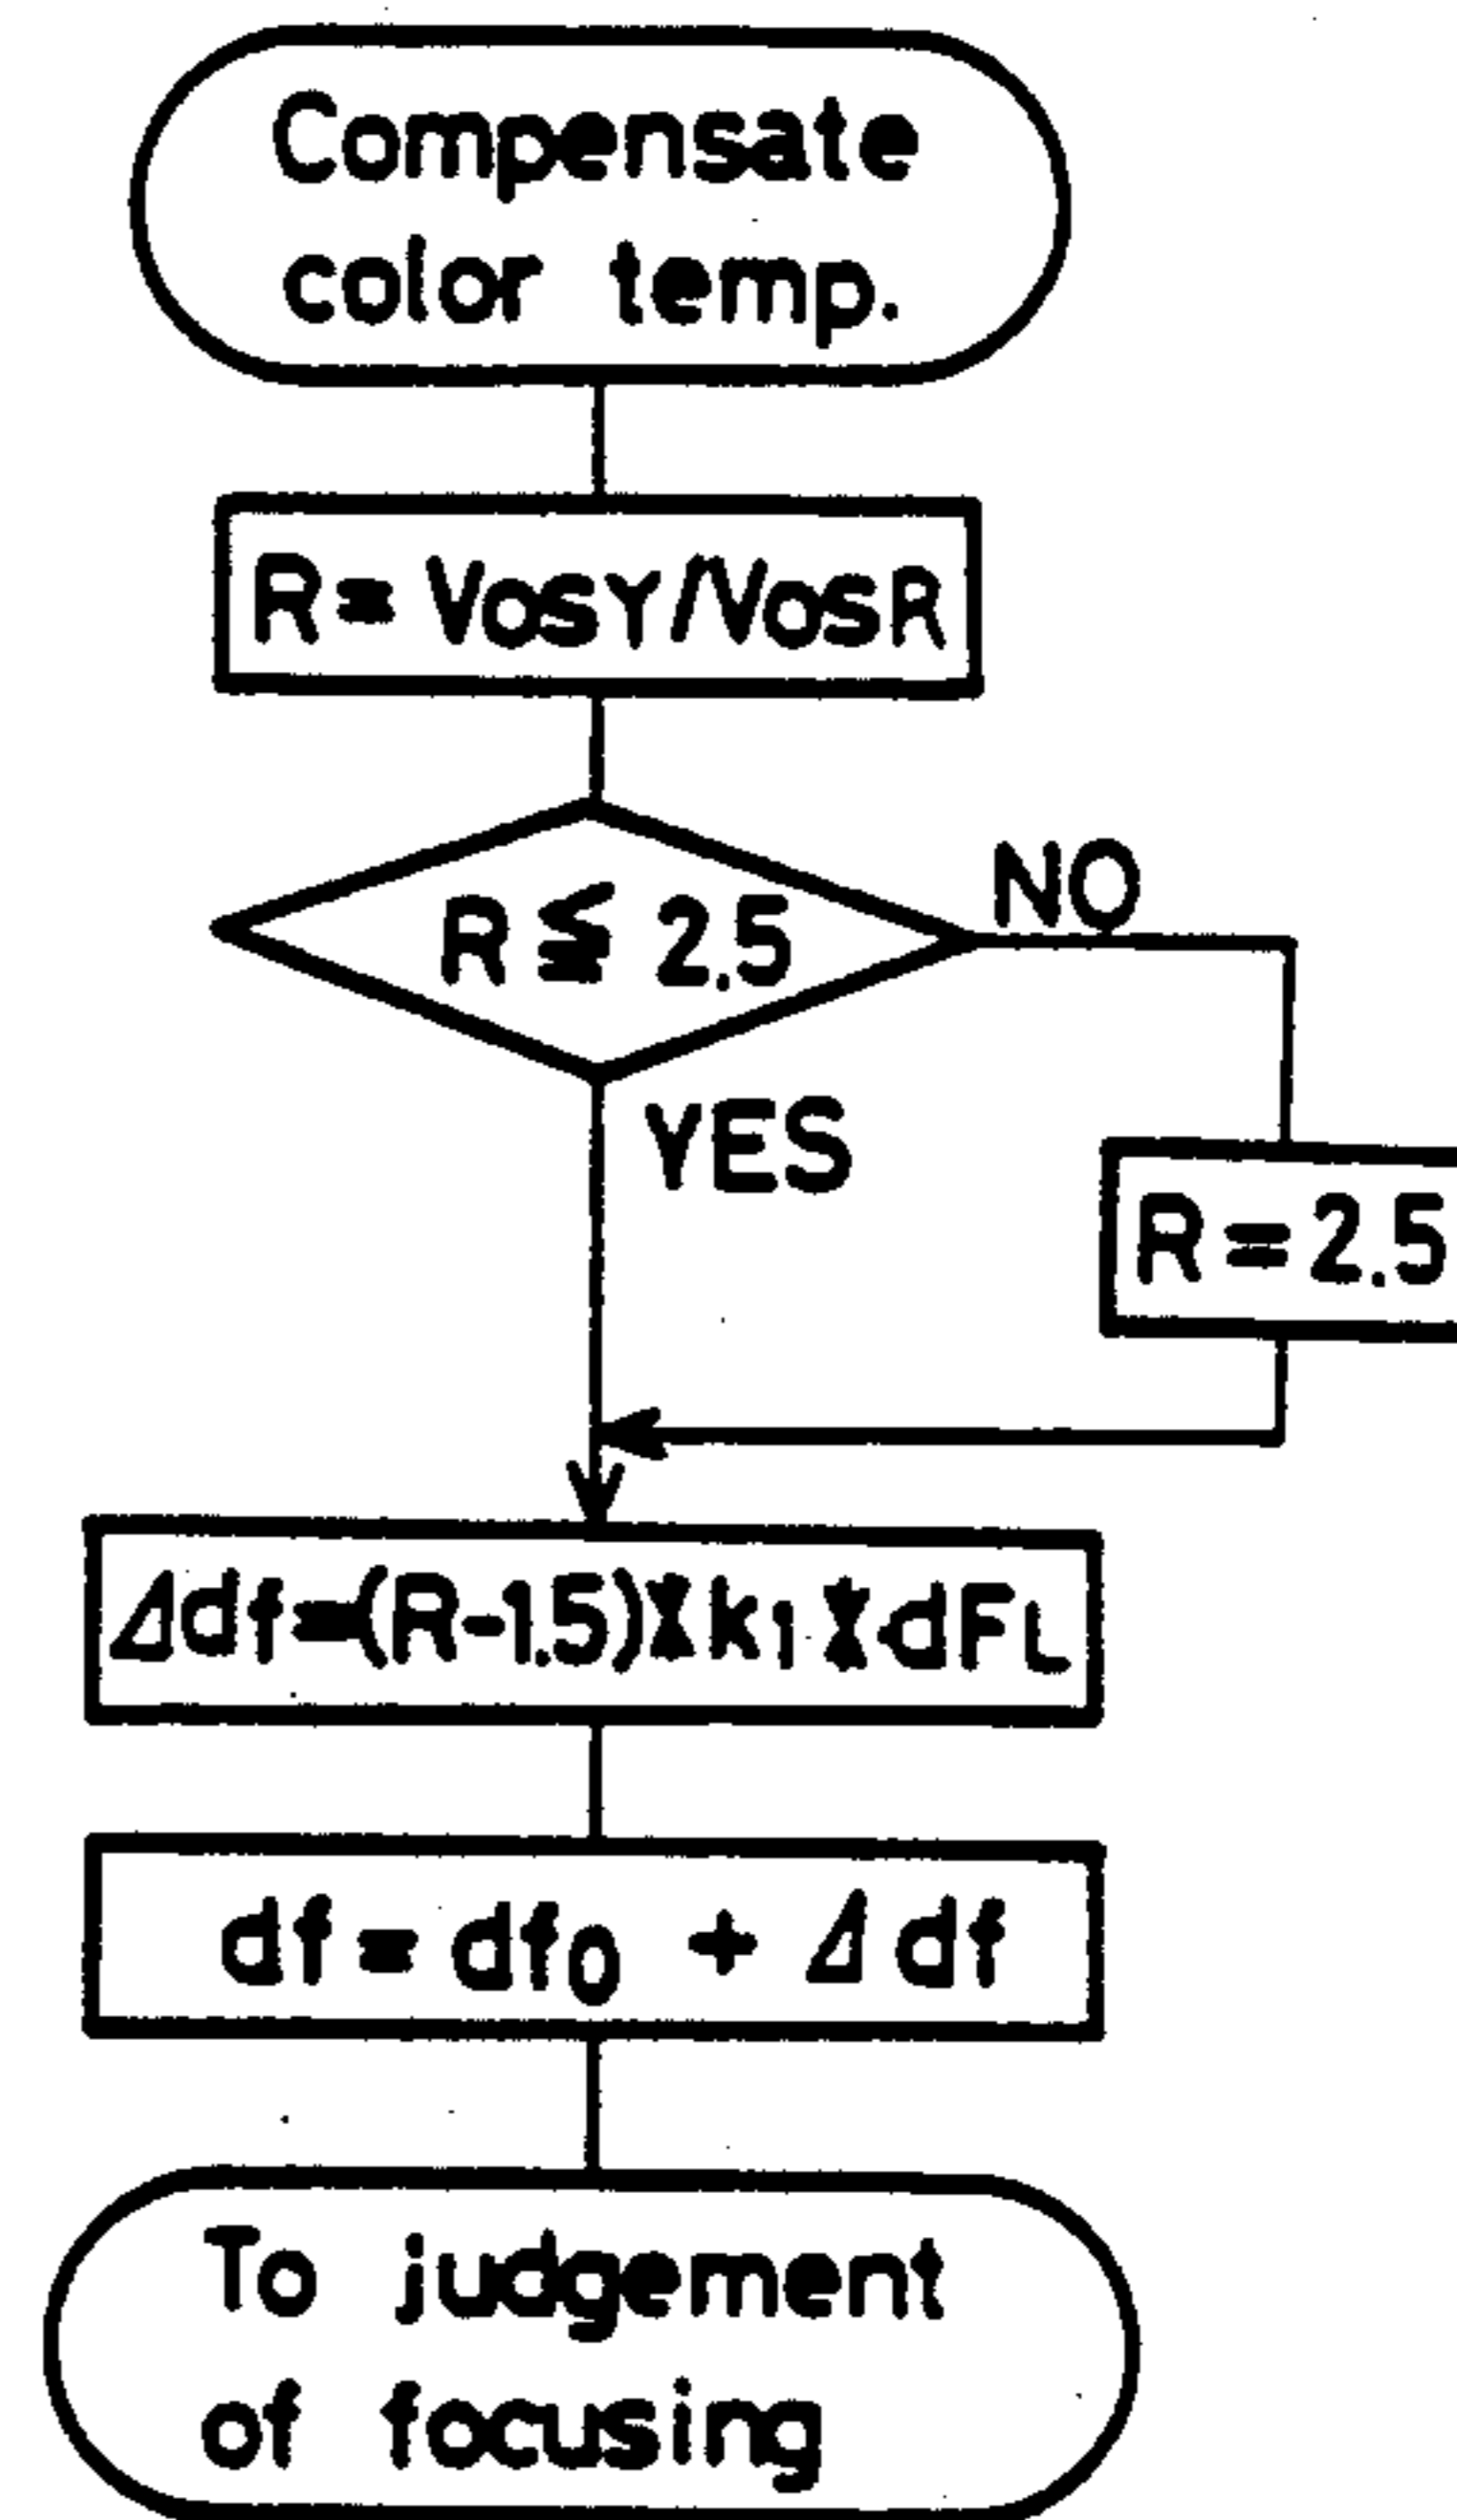 Compensate
color temp.
R= VOSY/VOSR
R ≦ 2.5
NO
YES
R=2.5
Δdf=(R-1.5)×k1×dFL
df= df0 + Δdf
To judgement
of focusing